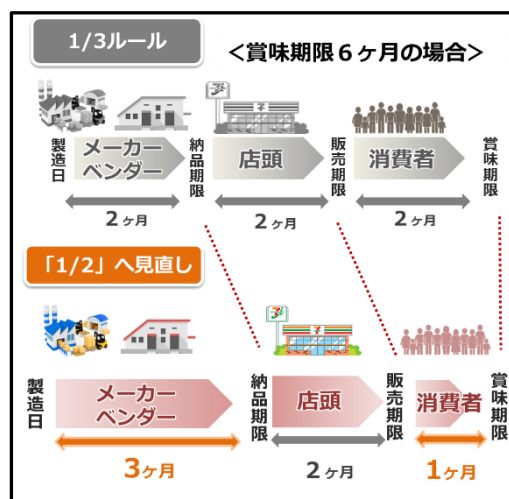 1/3ルール
＜賞味期限６ヶ月の場合＞
7
製造日
メーカー
ベンダー
納品期限
店頭
販売期限
消費者
賞味期限
2ヶ月
2ヶ月
2ヶ月
「1/2」へ見直し
7
製造日
メーカー
ベンダー
納品期限
店頭
販売期限
消費者
賞味期限
3ヶ月
2ヶ月
1ヶ月